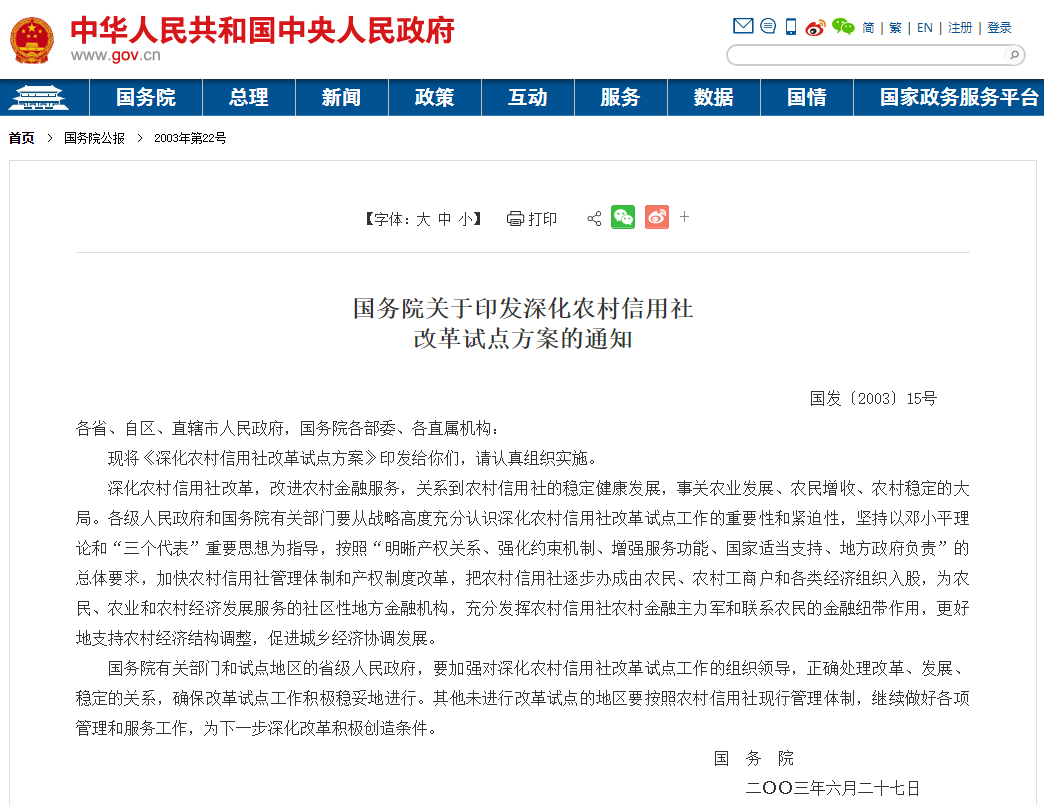 中华人民共和国中央人民政府
www.gov.cn
简 | 繁 | EN | 注册 | 登录
国务院 总理 新闻 政策 互动 服务 数据 国情 国家政务服务平台
首页 > 国务院公报 > 2003年第22号
【字体：大 中 小】 打印 +
国务院关于印发深化农村信用社
改革试点方案的通知
国发〔2003〕15号
各省、自区、直辖市人民政府，国务院各部委、各直属机构：
现将《深化农村信用社改革试点方案》印发给你们，请认真组织实施。
深化农村信用社改革，改进农村金融服务，关系到农村信用社的稳定健康发展，事关农业发展、农民增收、农村稳定的大
局。各级人民政府和国务院有关部门要从战略高度充分认识深化农村信用社改革试点工作的重要性和紧迫性，坚持以邓小平理
论和“三个代表”重要思想为指导，按照“明晰产权关系、强化约束机制、增强服务功能、国家适当支持、地方政府负责”的
总体要求，加快农村信用社管理体制和产权制度改革，把农村信用社逐步办成由农民、农村工商户和各类经济组织入股，为农
民、农业和农村经济发展服务的社区性地方金融机构，充分发挥农村信用社农村金融主力军和联系农民的金融纽带作用，更好
地支持农村经济结构调整，促进城乡经济协调发展。
国务院有关部门和试点地区的省级人民政府，要加强对深化农村信用社改革试点工作的组织领导，正确处理改革、发展、
稳定的关系，确保改革试点工作积极稳妥地进行。其他未进行改革试点的地区要按照农村信用社现行管理体制，继续做好各项
管理和服务工作，为下一步深化改革积极创造条件。
国 务 院
二〇〇三年六月二十七日